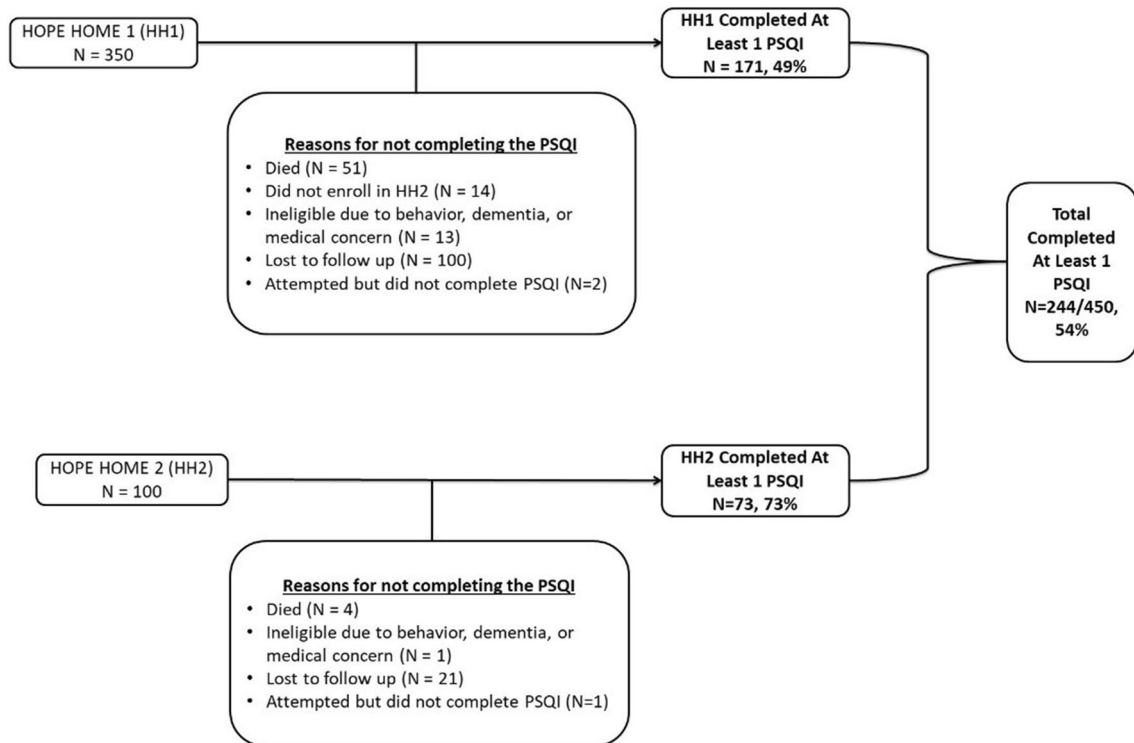 HOPE HOME 1 (HH1)
N = 350
HH1 Completed At
Least 1 PSQI
N = 171, 49%
Reasons for not completing the PSQI
• Died (N = 51)
• Did not enroll in HH2 (N = 14)
• Ineligible due to behavior, dementia, or
medical concern (N = 13)
• Lost to follow up (N = 100)
• Attempted but did not complete PSQI (N=2)
Total
Completed
At Least 1
PSQI
N=244/450,
54%
HOPE HOME 2 (HH2)
N = 100
HH2 Completed At
Least 1 PSQI
N=73, 73%
Reasons for not completing the PSQI
• Died (N = 4)
• Ineligible due to behavior, dementia, or
medical concern (N = 1)
• Lost to follow up (N = 21)
• Attempted but did not complete PSQI (N=1)